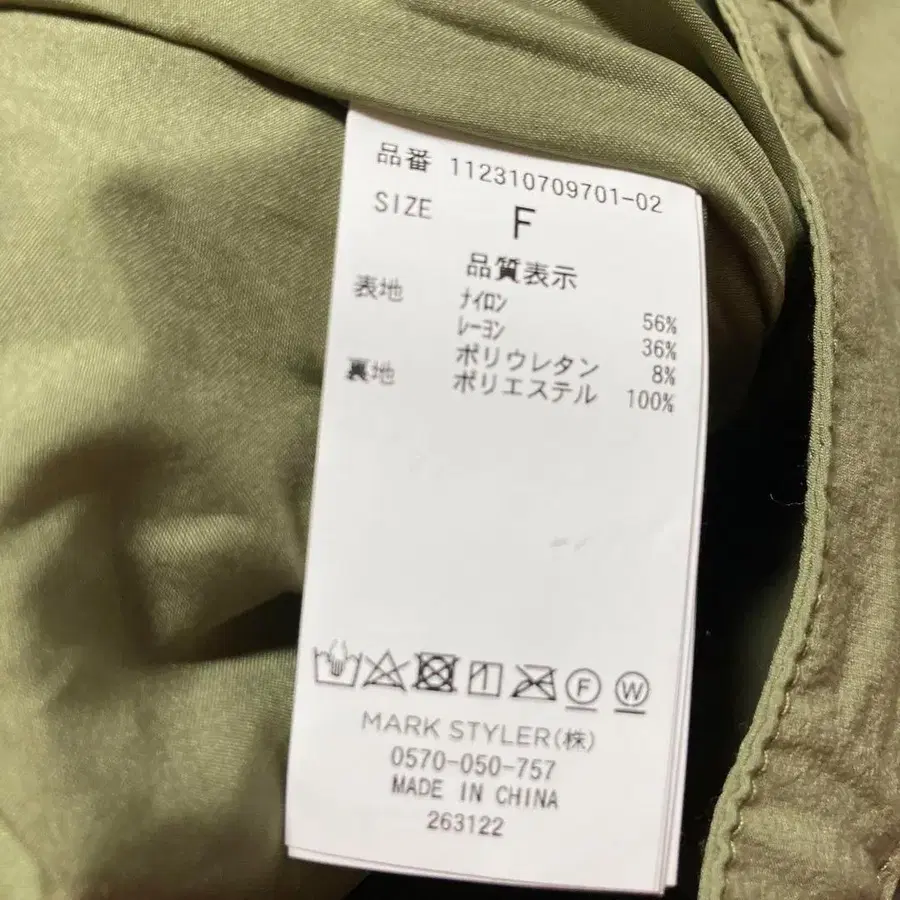 品番 112310709701-02
SIZE F
品質表示
表地 ﾅｲﾛﾝ 56%
ﾚｰﾖﾝ 36%
ポリウレタン 8%
裏地 ポリエステル 100%
F W
MARK STYLER(株)
0570-050-757
MADE IN CHINA
263122